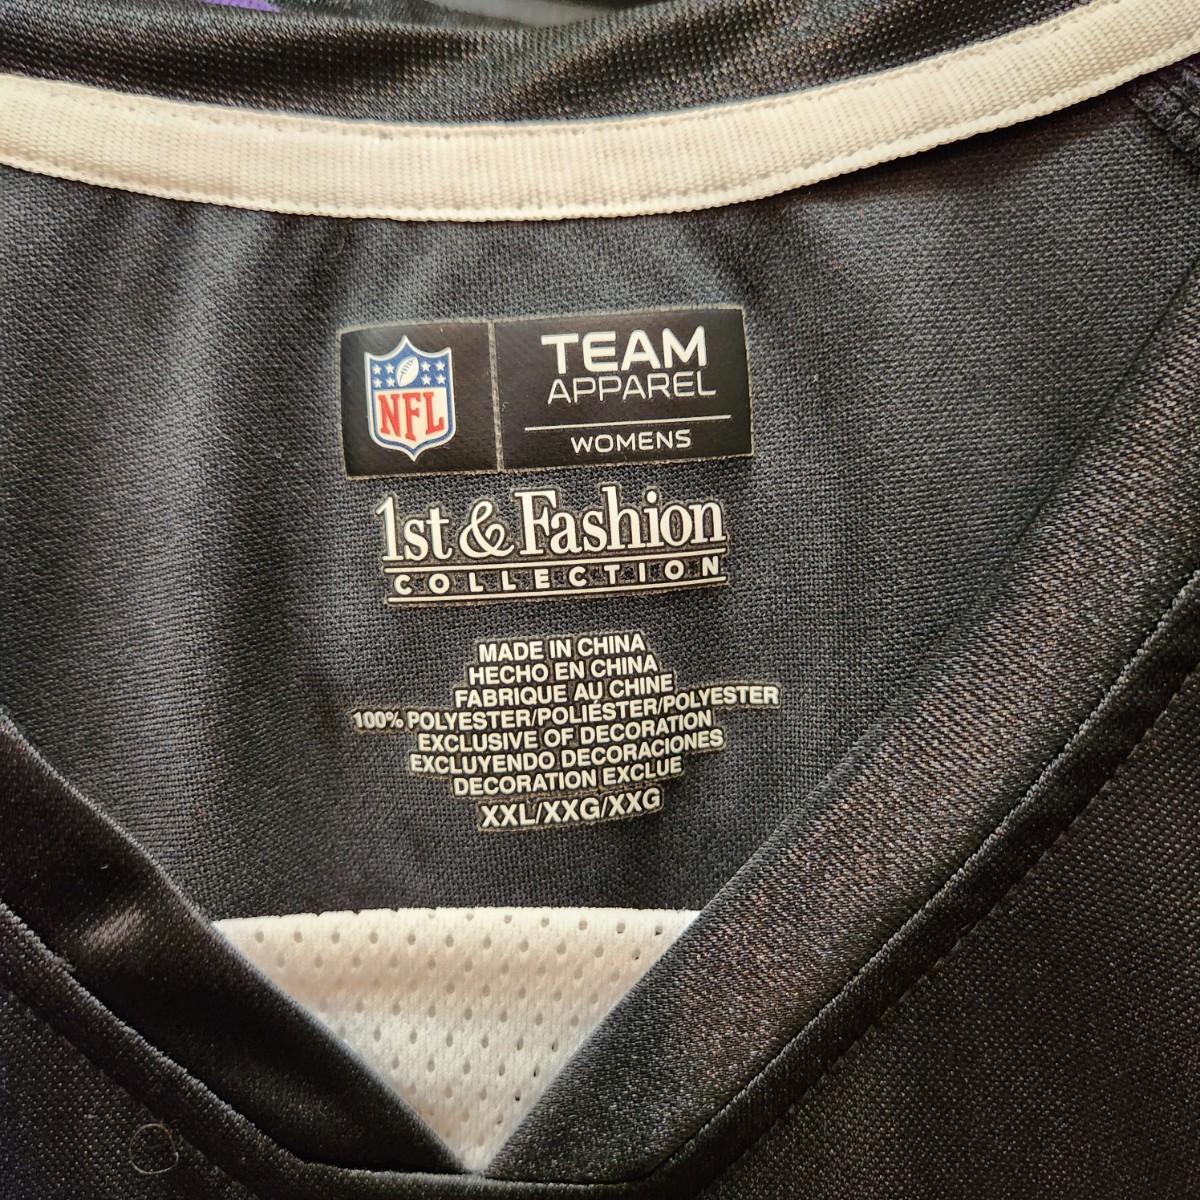 NFL
TEAM
APPAREL
WOMENS
1st & Fashion
COLLECTION
MADE IN CHINA
HECHO EN CHINA
FABRIQUE AU CHINE
100% POLYESTER/POLIÉSTER/POLYESTER
EXCLUSIVE OF DECORATION
EXCLUYENDO DECORACIONES
DECORATION EXCLUE
XXL/XXG/XXG